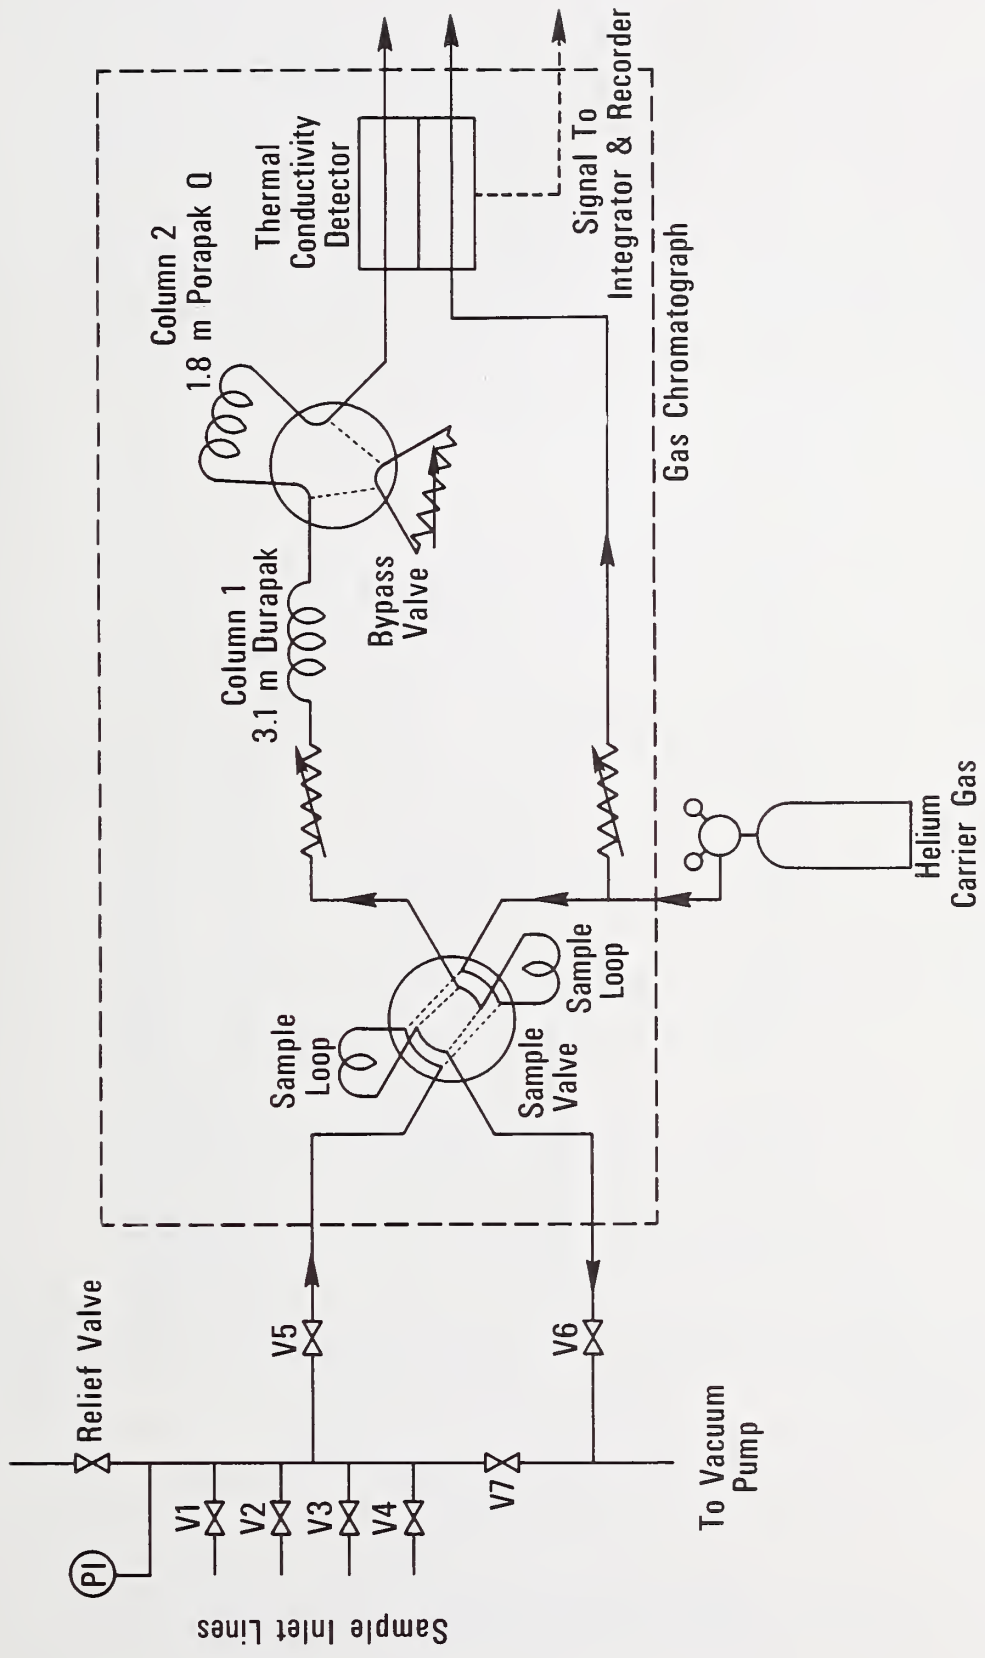 Sample Inlet Lines
PI
Relief Valve
V1
V2
V3
V4
V5
V6
V7
To Vacuum
Pump
Sample
Loop
Sample
Valve
Sample
Loop
Helium
Carrier Gas
Column 1
3.1 m Durapak
Bypass
Valve
Column 2
1.8 m Porapak Q
Thermal
Conductivity
Detector
Signal To
Integrator & Recorder
Gas Chromatograph